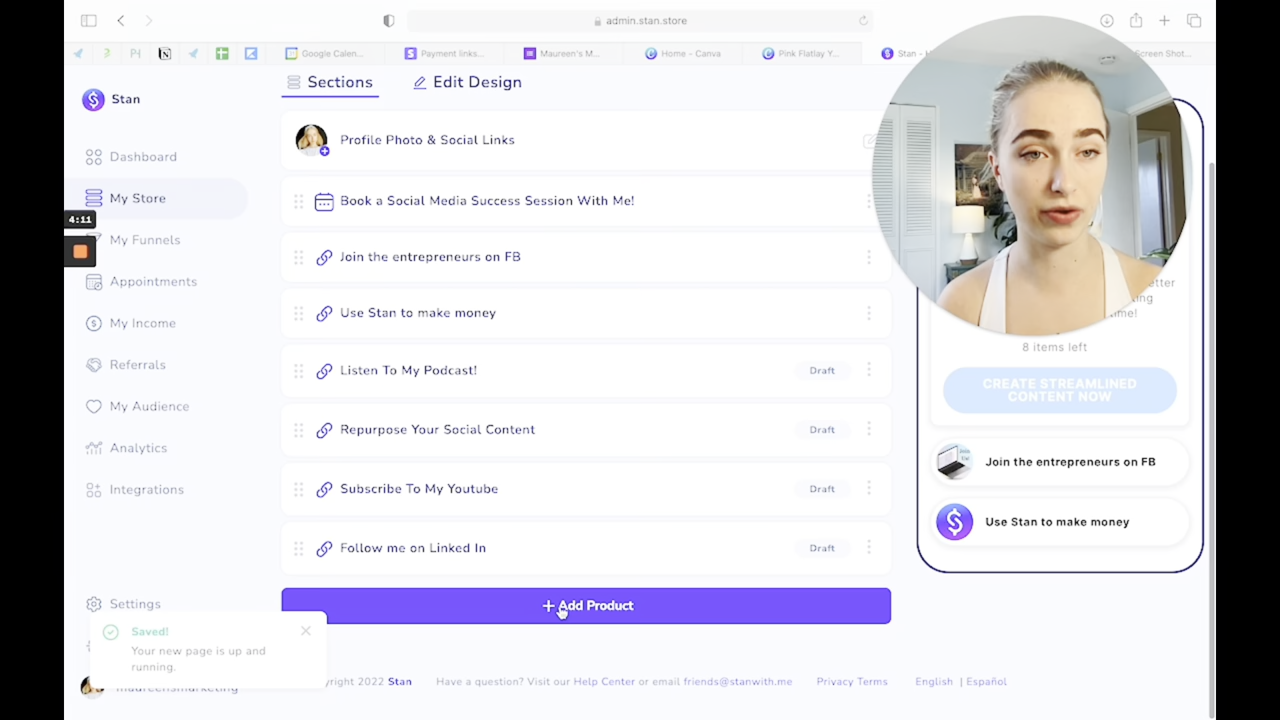 admin.stan.store
Google Calen...
Payment links...
Maureen's M...
Home - Canva
Pink Flatlay Y...
Stan - 
Screen Shot...
Stan
Sections
Edit Design
Dashboard
My Store
4:11
My Funnels
Appointments
My Income
Referrals
My Audience
Analytics
Integrations
Settings
Profile Photo & Social Links
Book a Social Media Success Session With Me!
Join the entrepreneurs on FB
Use Stan to make money
Listen To My Podcast!
Draft
Repurpose Your Social Content
Draft
Subscribe To My Youtube
Draft
Follow me on Linked In
Draft
+ Add Product
8 items left
CREATE STREAMLINED
CONTENT NOW
Join the entrepreneurs on FB
Use Stan to make money
Saved!
Your new page is up and
running.
maureensmarketing
2022 Stan
Have a question? Visit our Help Center or email friends@stanwith.me
Privacy Terms
English | Español